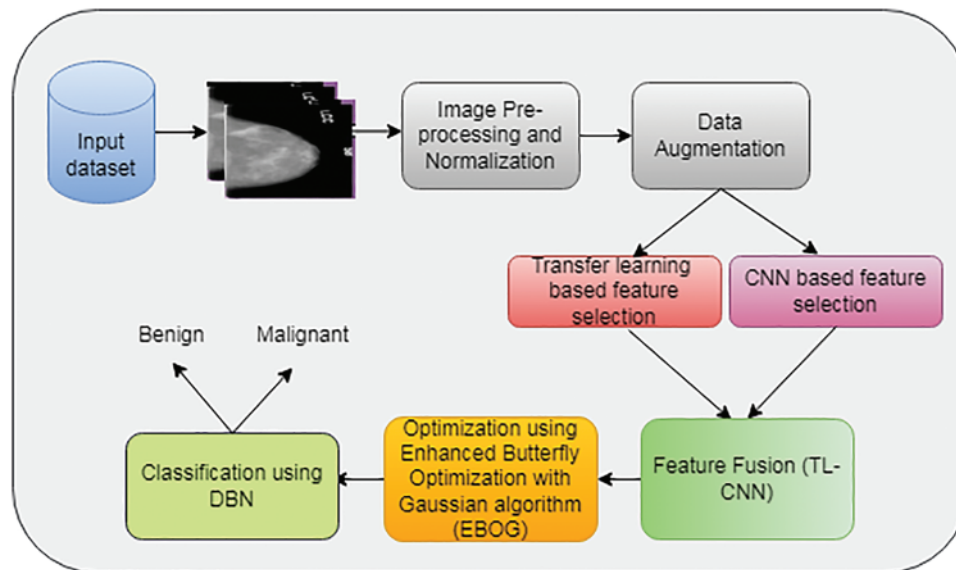 Input
dataset
Image Pre-
processing and
Normalization
Data
Augmentation
Transfer learning
based feature
selection
CNN based feature
selection
Benign
Malignant
Classification using
DBN
Optimization using
Enhanced Butterfly
Optimization with
Gaussian algorithm
(EBOG)
Feature Fusion (TL-
CNN)